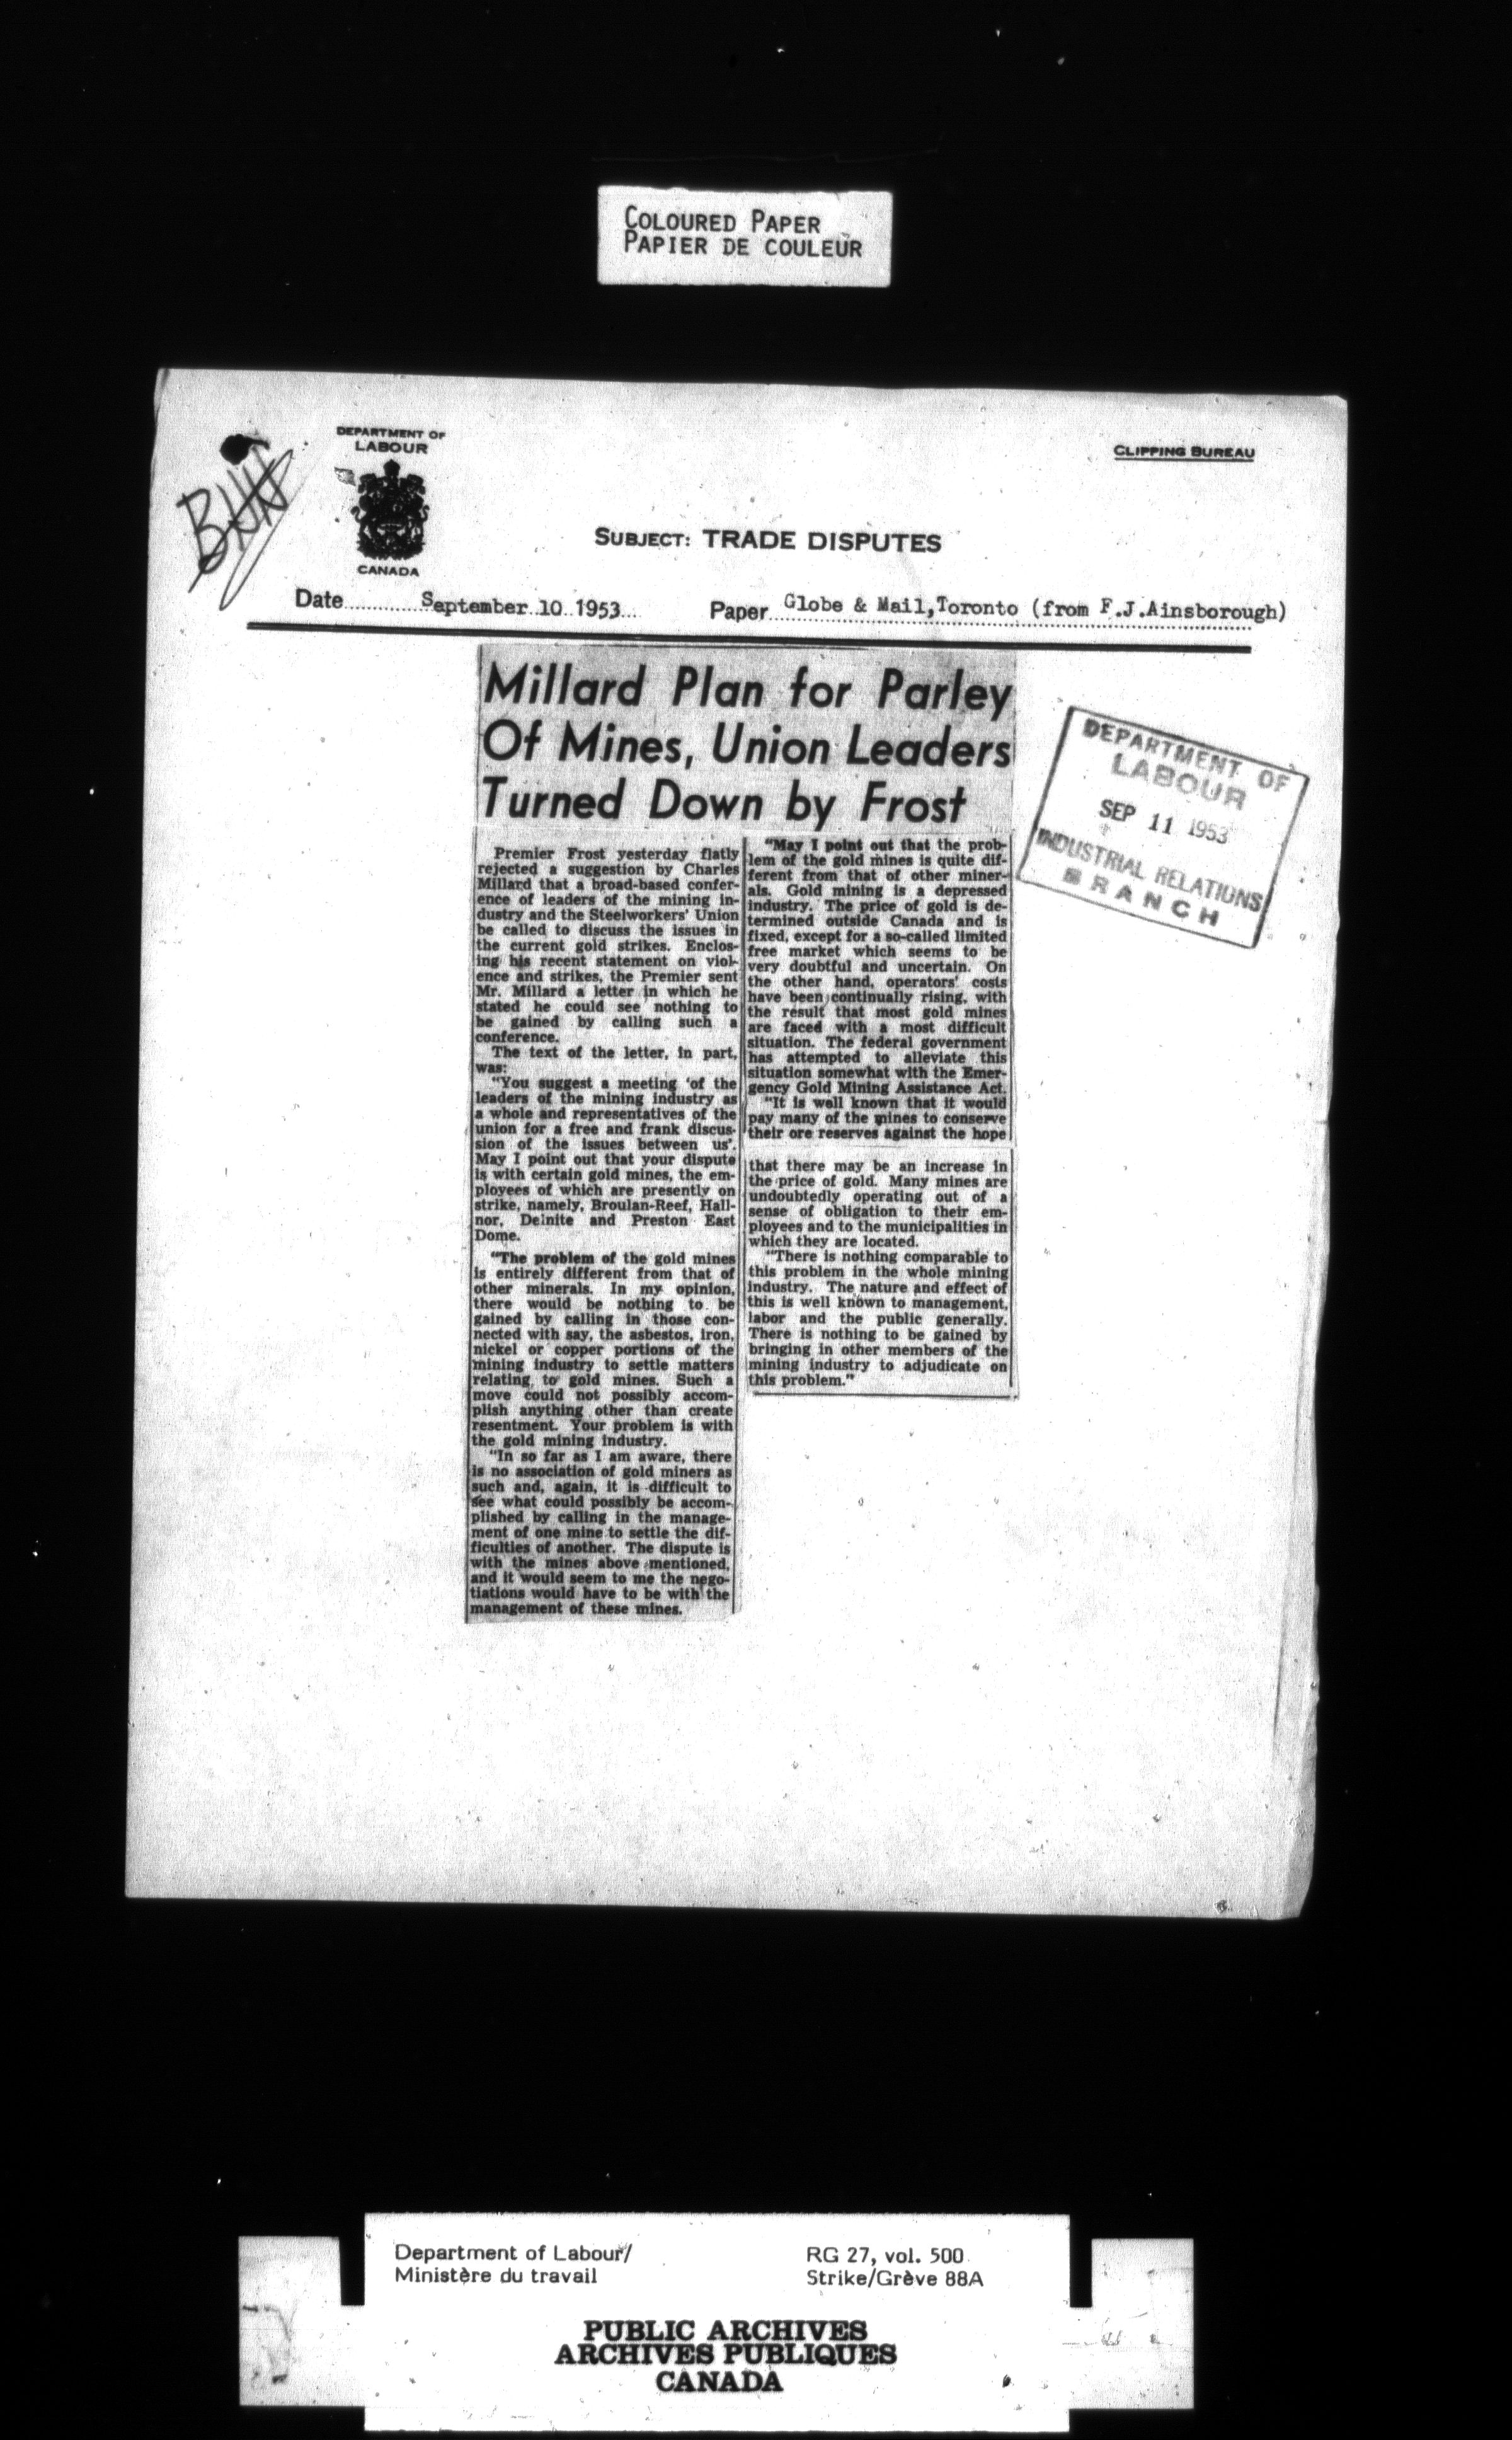 COLOURED PAPER
PAPIER DE COULEUR
DEPARTMENT OF
LABOUR
CANADA
CLIPPING BUREAU
SUBJECT: TRADE DISPUTES
Date September 10 1953 Paper Globe & Mail,Toronto (from F.J.Ainsborough)
Millard Plan for Parley
Of Mines, Union Leaders
Turned Down by Frost
Premier Frost yesterday flatly
rejected a suggestion by Charles
Millard that a broad-based confer-
ence of leaders of the mining in-
dustry and the Steelworkers' Union
be called to discuss the issues in
the current gold strikes. Enclos-
ing his recent statement on viol-
ence and strikes, the Premier sent
Mr. Millard a letter in which he
stated he could see nothing to
be gained by calling such a
conference.
The text of the letter, in part,
was:
"You suggest a meeting 'of the
leaders of the mining industry as
a whole and representatives of the
union for a free and frank discus-
sion of the issues between us'.
May I point out that your dispute
is with certain gold mines, the em-
ployees of which are presently on
strike, namely, Broulan-Reef, Hall-
nor, Delnite and Preston East
Dome.
"The problem of the gold mines
is entirely different from that of
other minerals. In my opinion,
there would be nothing to be
gained by calling in those con-
nected with say, the asbestos, iron,
nickel or copper portions of the
mining industry to settle matters
relating to gold mines. Such a
move could not possibly accom-
plish anything other than create
resentment. Your problem is with
the gold mining industry.
"In so far as I am aware, there
is no association of gold miners as
such and, again, it is difficult to
see what could possibly be accom-
plished by calling in the manage-
ment of one mine to settle the dif-
ficulties of another. The dispute is
with the mines above mentioned,
and it would seem to me the nego-
tiations would have to be with the
management of these mines.
"May I point out that the prob-
lem of the gold mines is quite dif-
ferent from that of other miner-
als. Gold mining is a depressed
industry. The price of gold is de-
termined outside Canada and is
fixed, except for a so-called limited
free market which seems to be
very doubtful and uncertain. On
the other hand, operators' costs
have been continually rising, with
the result that most gold mines
are faced with a most difficult
situation. The federal government
has attempted to alleviate this
situation somewhat with the Emer-
gency Gold Mining Assistance Act.
"It is well known that it would
pay many of the mines to conserve
their ore reserves against the hope
that there may be an increase in
the price of gold. Many mines are
undoubtedly operating out of a
sense of obligation to their em-
ployees and to the municipalities in
which they are located.
"There is nothing comparable to
this problem in the whole mining
industry. The nature and effect of
this is well known to management,
labor and the public generally.
There is nothing to be gained by
bringing in other members of the
mining industry to adjudicate on
this problem."
DEPARTMENT OF
LABOUR
SEP 11 1953
INDUSTRIAL RELATIONS
BRANCH
Department of Labour/
Ministère du travail
RG 27, vol. 500
Strike/Grève 88A
PUBLIC ARCHIVES
ARCHIVES PUBLIQUES
CANADA